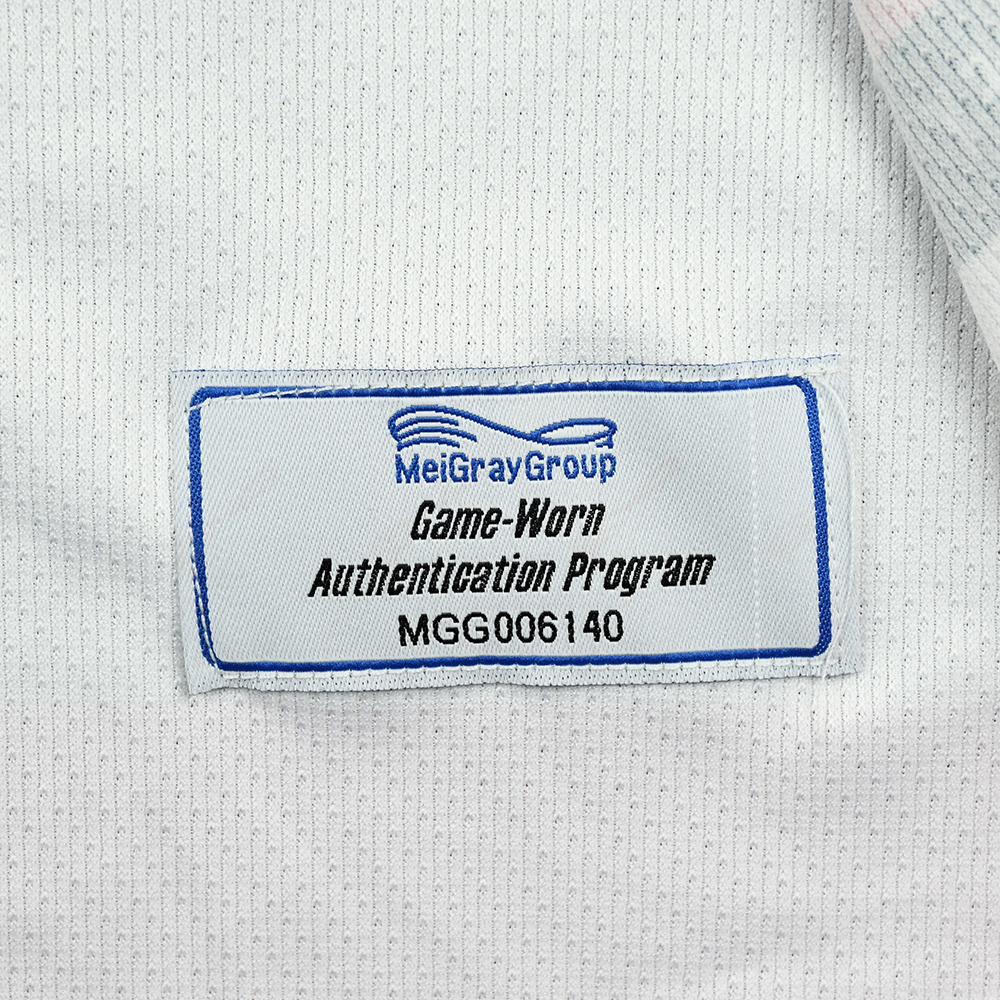 MeiGrayGroup
Game-Worn
Authentication Program
MGG006140